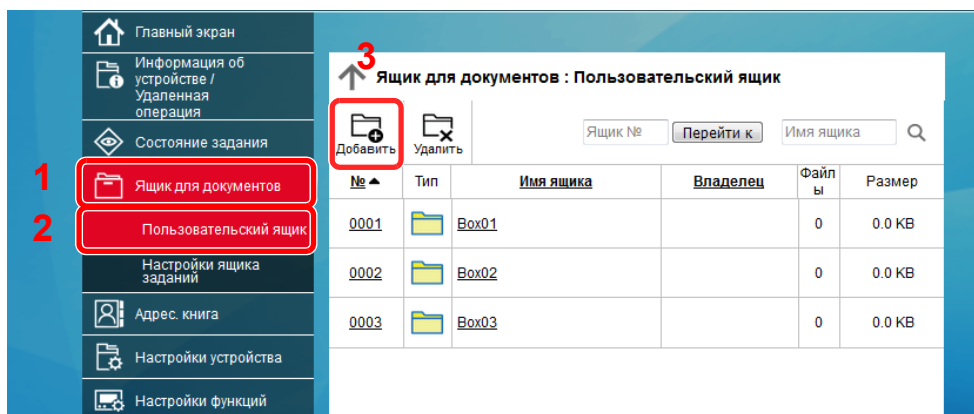 Главный экран
Информация об
устройстве /
Удаленная
операция
Состояние задания
1
Ящик для документов
2
Пользовательский ящик
Настройки ящика
заданий
Адрес. книга
Настройки устройства
Настройки функций
3
Ящик для документов : Пользовательский ящик
Добавить Удалить Ящик № Перейти к Имя ящика
№ Тип Имя ящика Владелец Файл
ы Размер
0001 Box01 0 0.0 KB
0002 Box02 0 0.0 KB
0003 Box03 0 0.0 KB